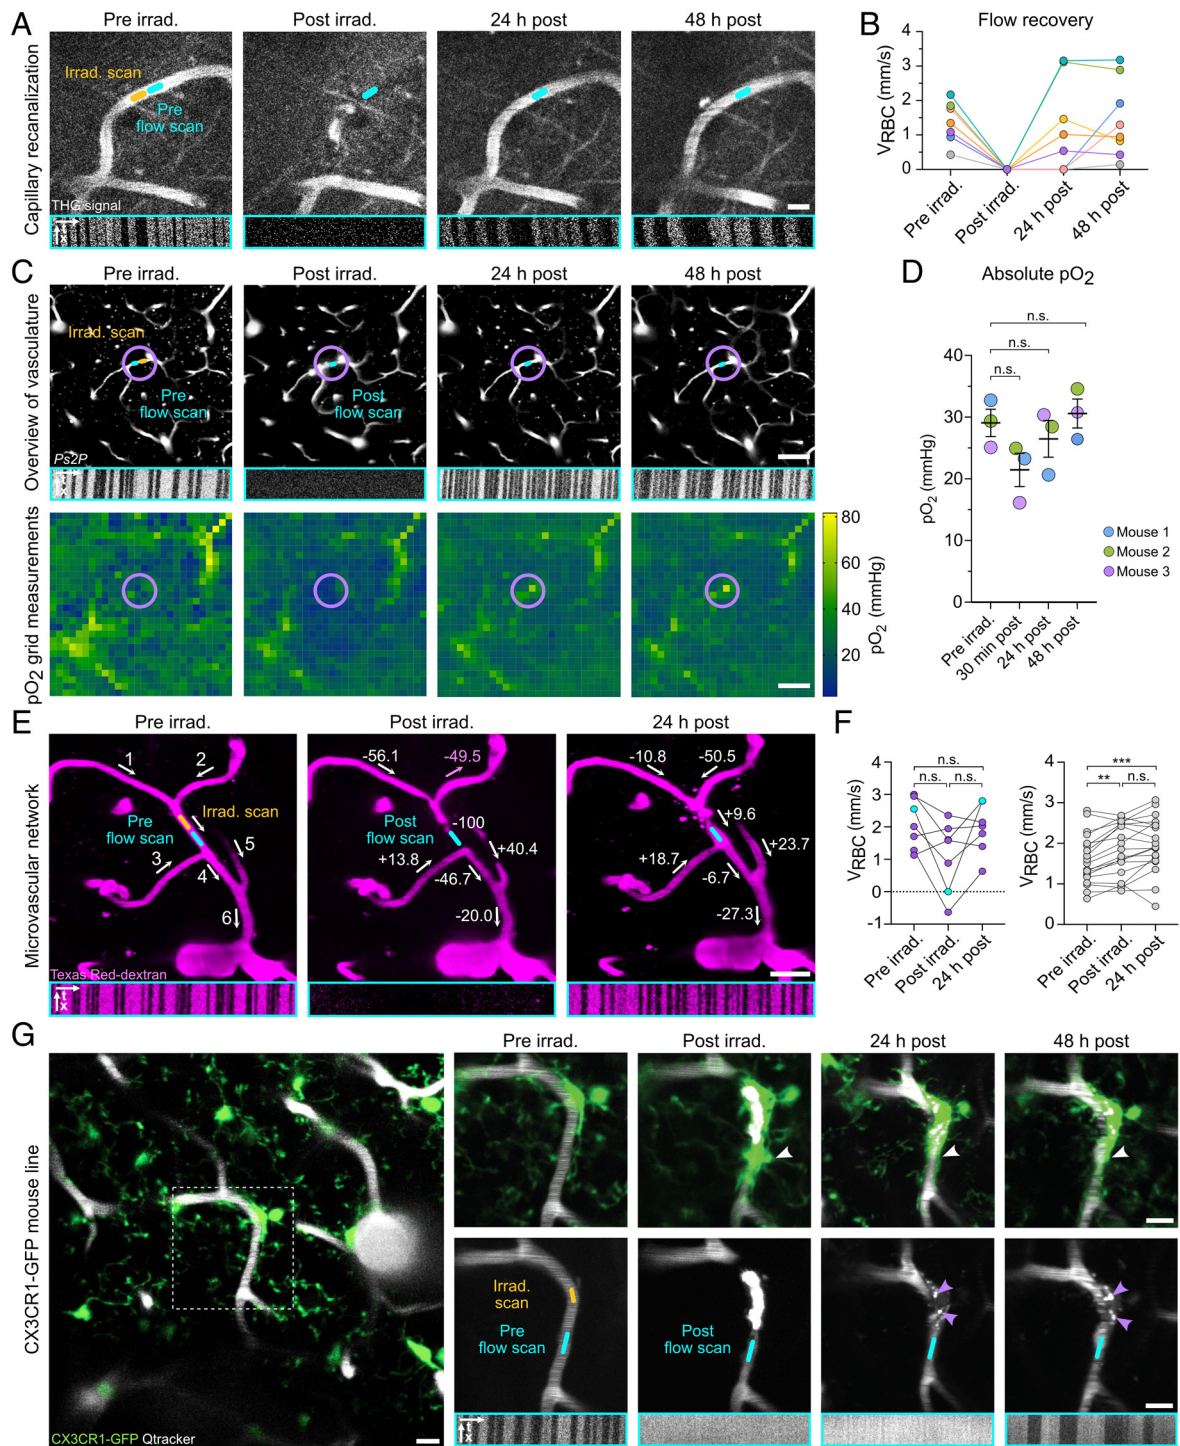 A
Pre irrad.
Post irrad.
24 h post
48 h post
Capillary recanalization
Irrad. scan
Pre
flow scan
THG signal
t
x
B
Flow recovery
VRBC (mm/s)
4
3
2
1
0
Pre irrad.
Post irrad.
24 h post
48 h post
C
Pre irrad.
Post irrad.
24 h post
48 h post
Overview of vasculature
Irrad. scan
Pre
flow scan
Post
flow scan
Ps2P
t
x
pO2 grid measurements
80
60
40
20
pO2 (mmHg)
D
Absolute pO2
n.s.
n.s.
n.s.
pO2 (mmHg)
40
30
20
10
0
Mouse 1
Mouse 2
Mouse 3
Pre irrad.
30 min post
24 h post
48 h post
E
Pre irrad.
Post irrad.
24 h post
Microvascular network
1
2
Irrad. scan
Pre
flow scan
3
5
4
6
Texas Red-dextran
t
x
-56.1
-49.5
Post
flow scan
-100
+13.8
+40.4
-46.7
-20.0
-10.8
-50.5
+9.6
+23.7
+18.7
-6.7
-27.3
F
VRBC (mm/s)
4
3
2
1
0
-1
n.s.
n.s.
n.s.
Pre irrad.
Post irrad.
24 h post
VRBC (mm/s)
4
3
2
1
0
***
**
n.s.
Pre irrad.
Post irrad.
24 h post
G
CX3CR1-GFP mouse line
CX3CR1-GFP Qtracker
Pre irrad.
Post irrad.
24 h post
48 h post
Irrad.
scan
Pre
flow scan
Post
flow scan
t
x